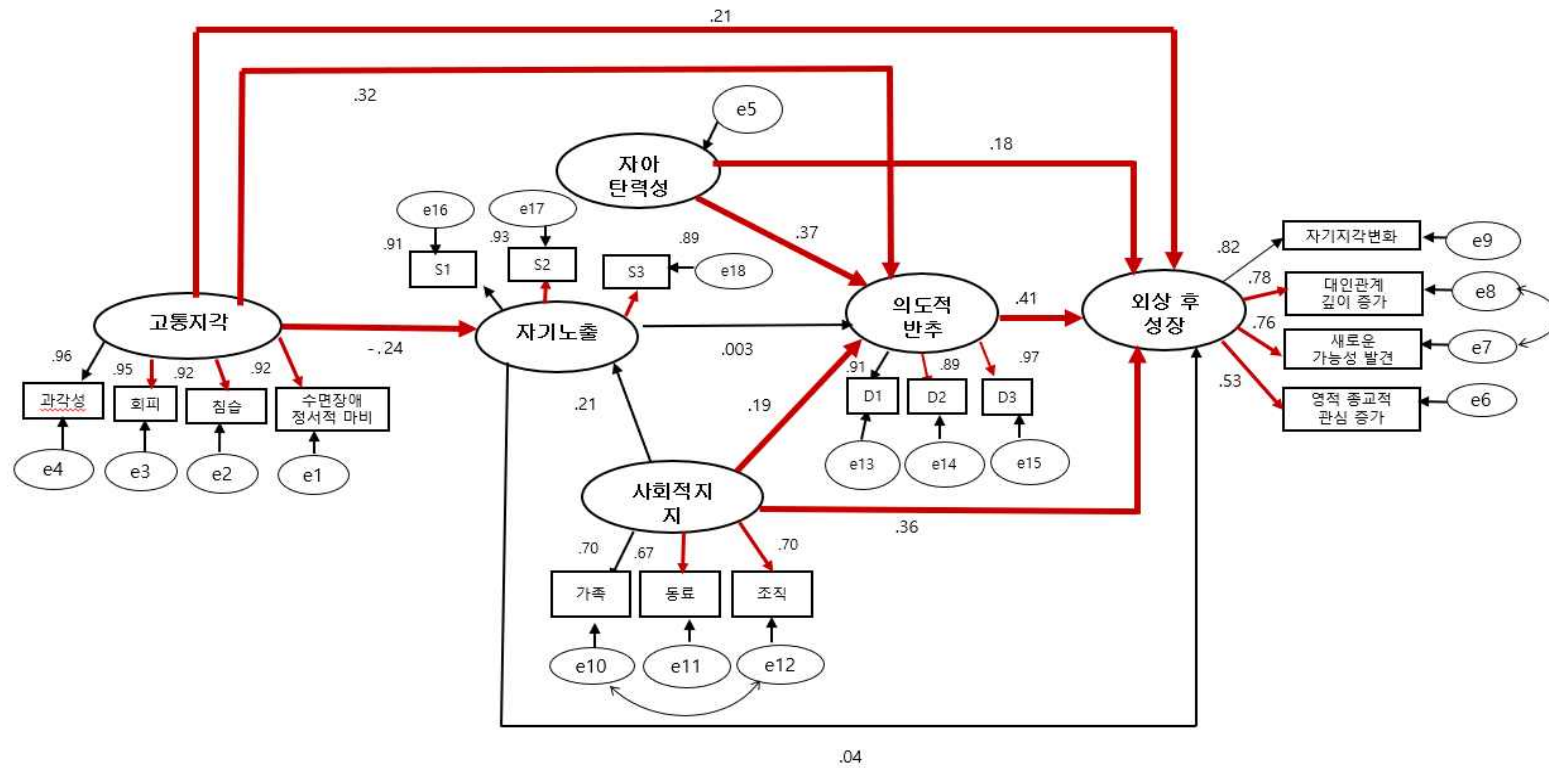 .21
.32
e5
.18
자아
탄력성
e16
e17
.91
.93
.89
S1
S2
S3
e18
.37
.82
자기지각변화
e9
.78
대인관계
깊이 증가
e8
.76
새로운
가능성 발견
e7
.53
영적 종교적
관심 증가
e6
고통지각
-.24
자기노출
.003
의도적
반추
.41
외상 후
성장
.96
.95
.92
.92
과각성
회피
침습
수면장애
정서적 마비
e4
e3
e2
e1
.21
.19
.91
.89
.97
D1
D2
D3
e13
e14
e15
사회적지
지
.36
.70
.67
.70
가족
동료
조직
e10
e11
e12
.04